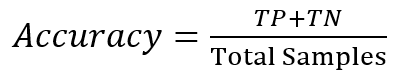 Accuracy = TP+TN / Total Samples